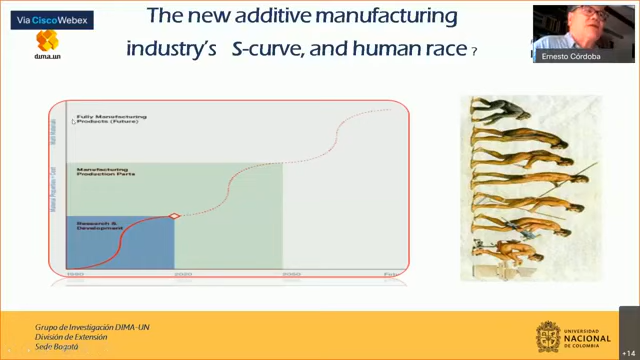 Via Cisco Webex
The new additive manufacturing
industry's S-curve, and human race ?
DIMA.UN
Ernesto Córdoba
Fully Manufacturing
Products (Future)
Manufacturing
Production Parts
Research &
Development
1980
2020
Grupo de Investigación DIMA-UN
División de Extensión
Sede Bogotá
UNIVERSIDAD
NACIONAL
DE COLOMBIA
+14